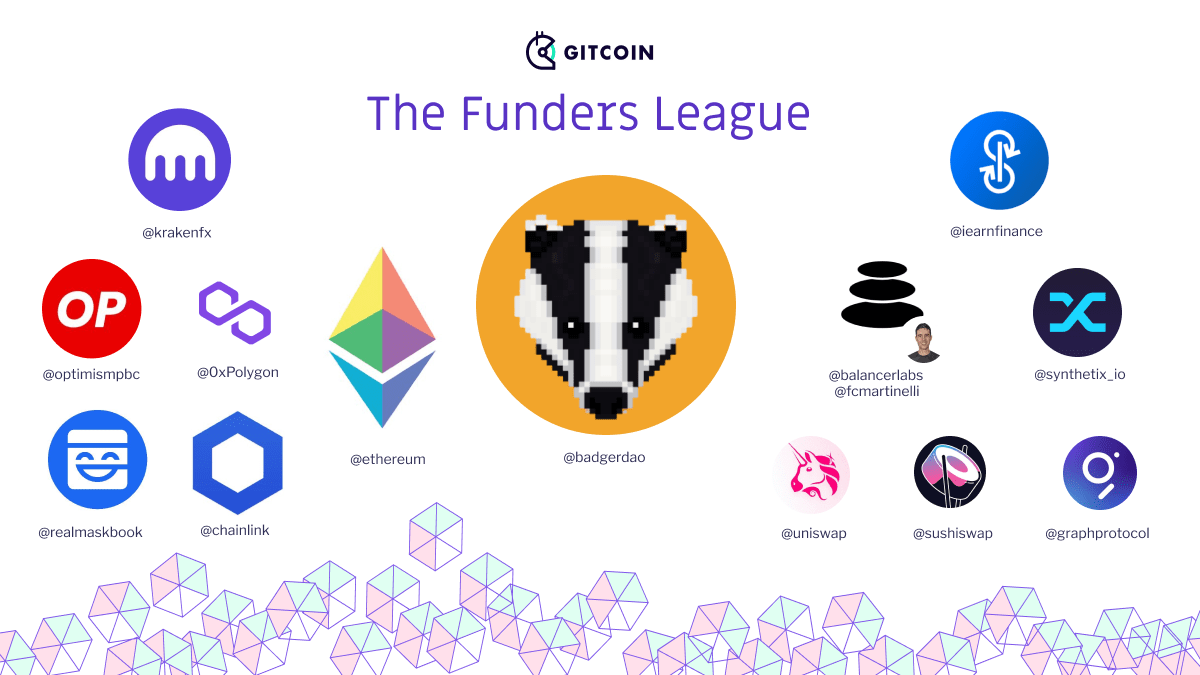 GITCOIN
The Funders League
@krakenfx
@iearnfinance
OP
@optimismpbc
@0xPolygon
@ethereum
@badgerdao
@balancerlabs
@fcmartinelli
@synthetix_io
@realmaskbook
@chainlink
@uniswap
@sushiswap
@graphprotocol